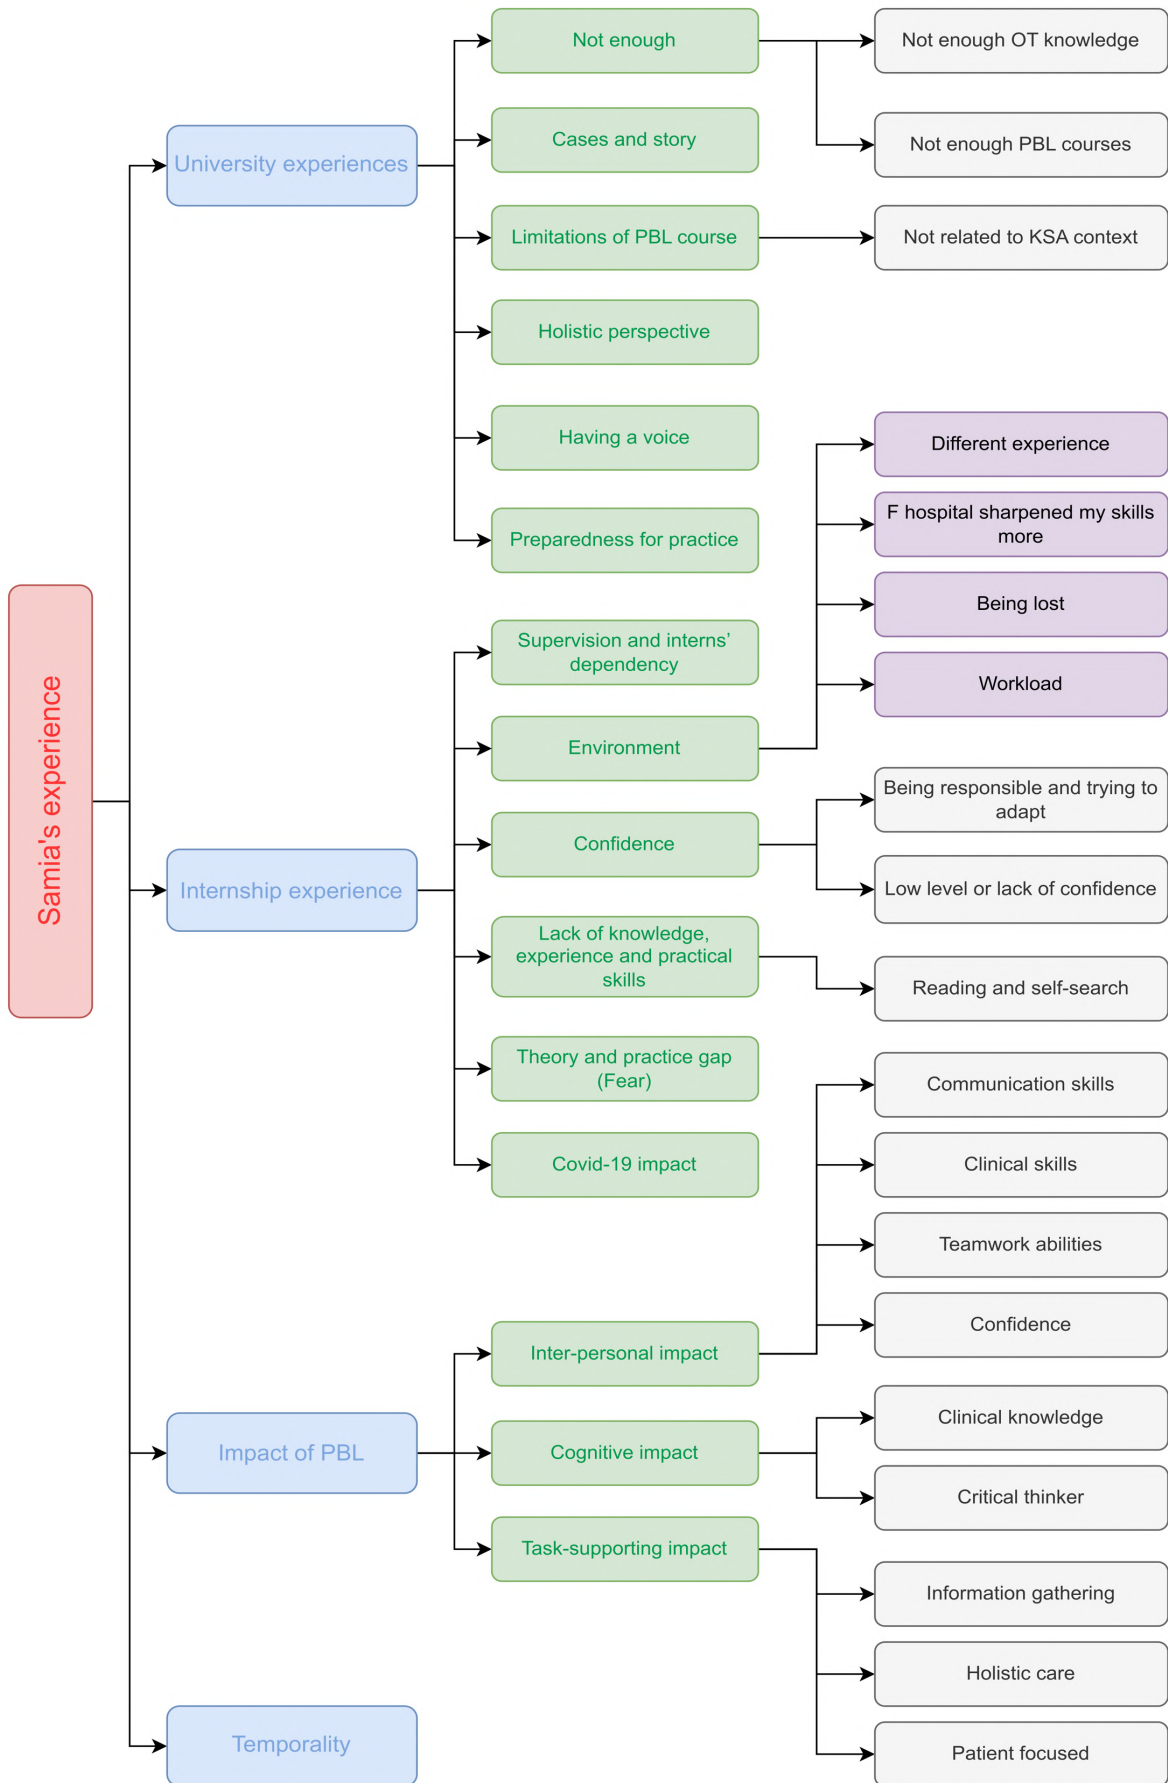 Samia's experience
University experiences
Not enough
Not enough OT knowledge
Not enough PBL courses
Cases and story
Limitations of PBL course
Not related to KSA context
Holistic perspective
Having a voice
Preparedness for practice
Internship experience
Supervision and interns’
dependency
Environment
Different experience
F hospital sharpened my skills
more
Being lost
Workload
Confidence
Being responsible and trying to
adapt
Low level or lack of confidence
Lack of knowledge,
experience and practical
skills
Reading and self-search
Theory and practice gap
(Fear)
Covid-19 impact
Impact of PBL
Inter-personal impact
Communication skills
Clinical skills
Teamwork abilities
Confidence
Cognitive impact
Clinical knowledge
Critical thinker
Task-supporting impact
Information gathering
Holistic care
Patient focused
Temporality